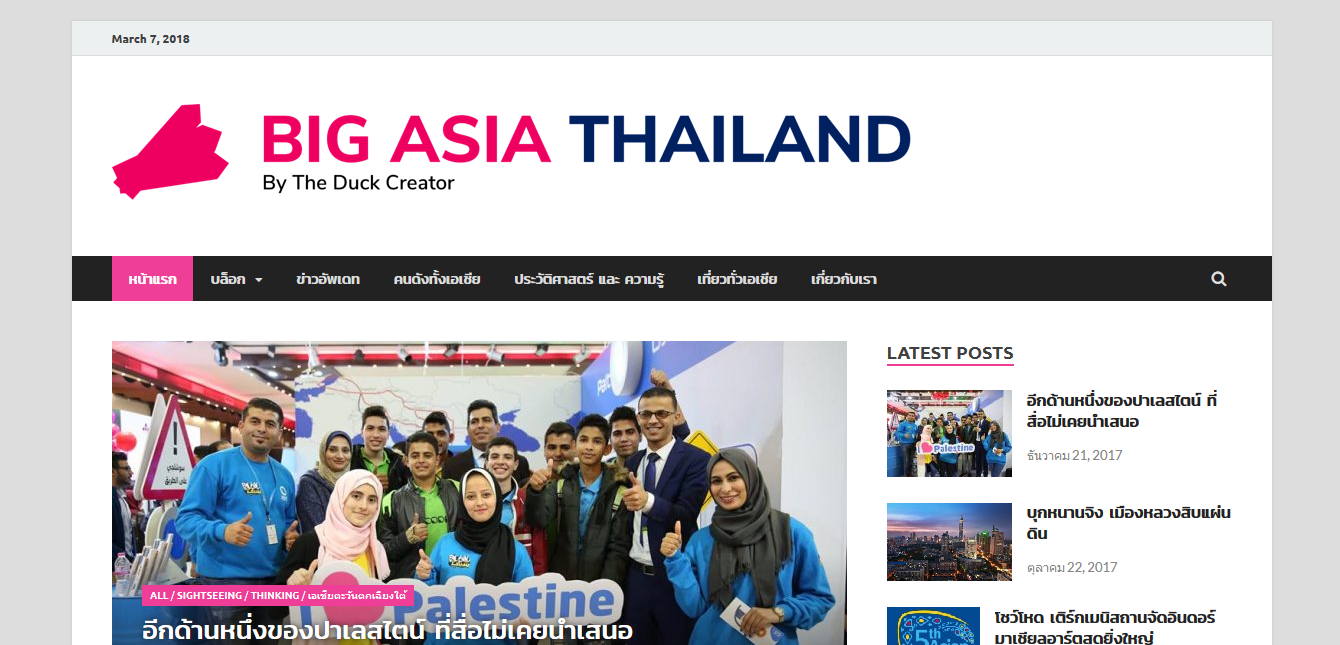 March 7, 2018
BIG ASIA THAILAND
By The Duck Creator
หน้าแรก บล็อก ข่าวอัพเดท คนดังทั้งเอเชีย ประวัติศาสตร์ และ ความรู้ เที่ยวทั่วเอเชีย เกี่ยวกับเรา
Palestine
ALL / SIGHTSEEING / THINKING / เอเชียตะวันตกเฉียงใต้
อีกด้านหนึ่งของปาเลสไตน์ ที่สื่อไม่เคยนำเสนอ
LATEST POSTS
Palestine
อีกด้านหนึ่งของปาเลสไตน์ ที่
สื่อไม่เคยนำเสนอ
ธันวาคม 21, 2017
บุกหนานจิง เมืองหลวงสิบแผ่น
ดิน
ตุลาคม 22, 2017
5th
โชว์โหด เติร์กเมนิสถานจัดอินดอร์
มาเชียลอาร์ตสุดยิ่งใหญ่